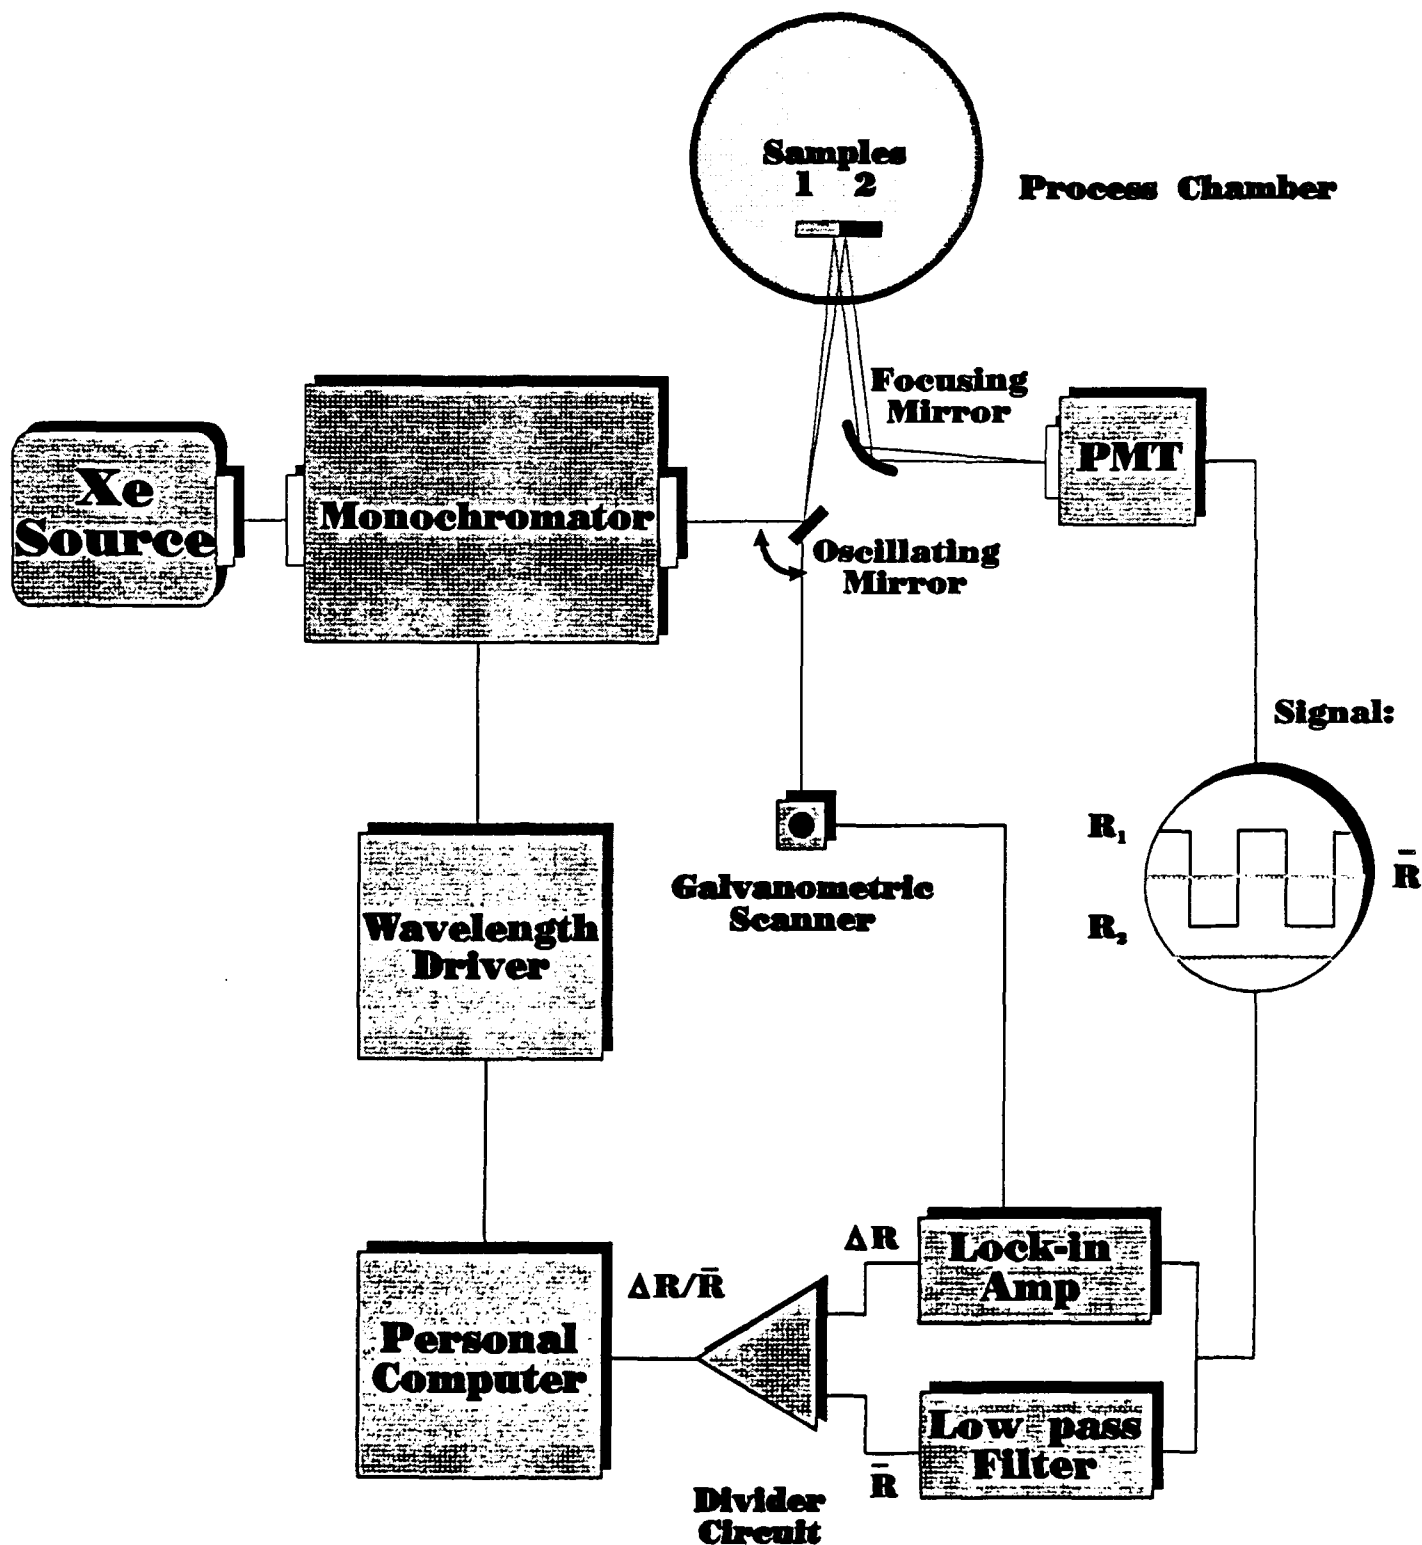 Samples
1 2
Process Chamber
Focusing
Mirror
Xe
Source
Monochromator
PMT
Oscillating
Mirror
Signal:
R₁
R̄
R₂
Galvanometric
Scanner
Wavelength
Driver
ΔR
Lock-in
Amp
ΔR/R̄
Personal
Computer
Low pass
Filter
R̄
Divider
Circuit